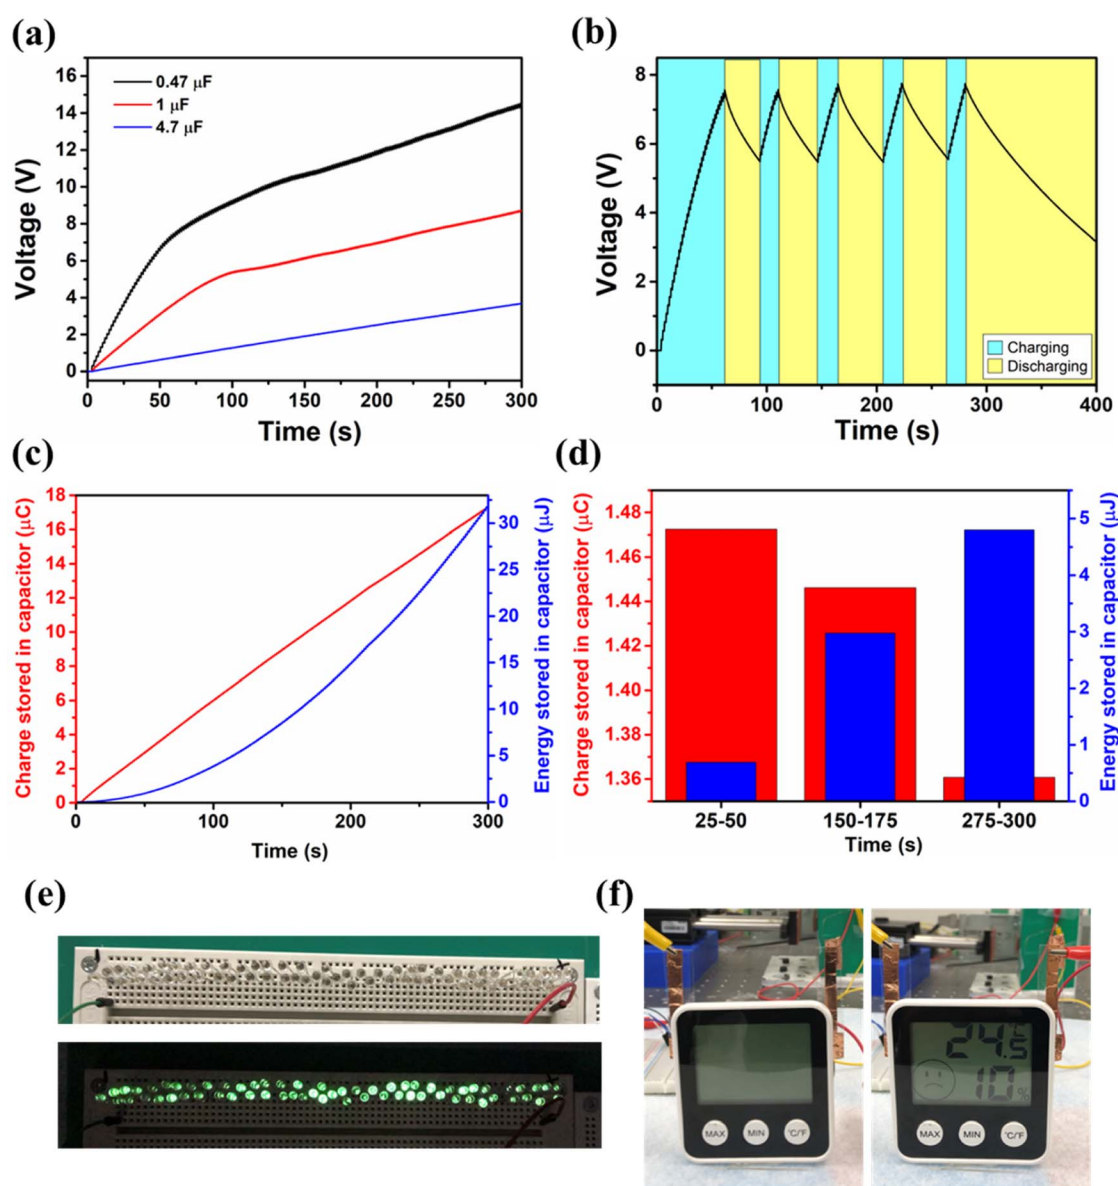 (a)
16
14
12
10
8
6
4
2
0
Voltage (V)
0.47 μF
1 μF
4.7 μF
0 50 100 150 200 250 300
Time (s)
(b)
8
6
4
2
0
Voltage (V)
Charging
Discharging
0 100 200 300 400
Time (s)
(c)
18
16
14
12
10
8
6
4
2
0
Charge stored in capacitor (μC)
30
25
20
15
10
5
0
Energy stored in capacitor (μJ)
0 100 200 300
Time (s)
(d)
1.48
1.46
1.44
1.42
1.40
1.38
1.36
Charge stored in capacitor (μC)
5
4
3
2
1
0
Energy stored in capacitor (μJ)
25-50 150-175 275-300
Time (s)
(e)
(f)
MAX MIN °C/F
24.5 °C
10 %
MAX MIN °C/F